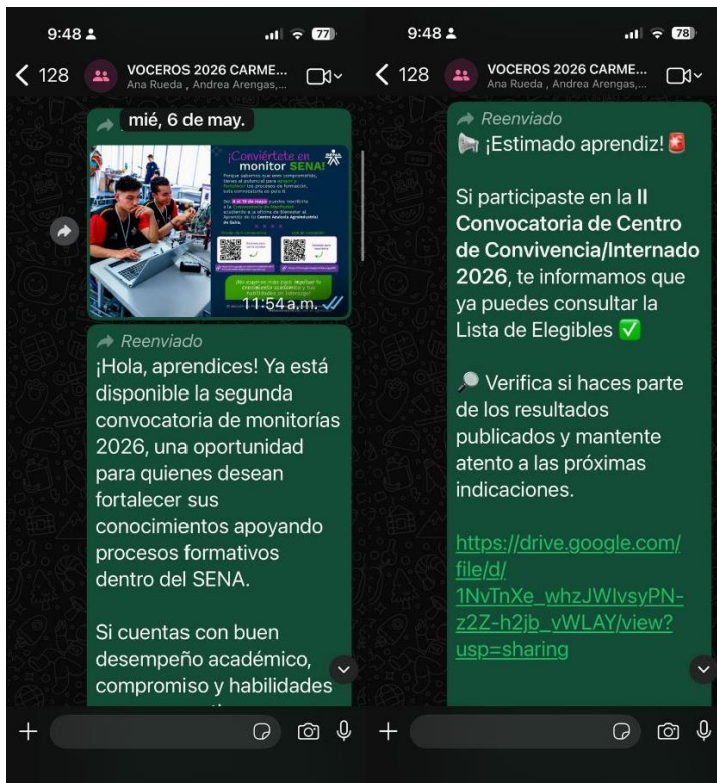 9:48
77
128
VOCEROS 2026 CARME...
Ana Rueda , Andrea Arengas,...
mié, 6 de may.
¡Conviértete en
monitor SENA!
11:54 a.m.
Reenviado
¡Hola, aprendices! Ya está
disponible la segunda
convocatoria de monitorías
2026, una oportunidad
para quienes desean
fortalecer sus
conocimientos apoyando
procesos formativos
dentro del SENA.
Si cuentas con buen
desempeño académico,
compromiso y habilidades
9:48
78
128
VOCEROS 2026 CARME...
Ana Rueda , Andrea Arengas,...
Reenviado
📢 ¡Estimado aprendiz! 🚨
Si participaste en la II
Convocatoria de Centro
de Convivencia/Internado
2026, te informamos que
ya puedes consultar la
Lista de Elegibles ✅
🔎 Verifica si haces parte
de los resultados
publicados y mantente
atento a las próximas
indicaciones.
https://drive.google.com/
file/d/
1NvTnXe_whzJWIvsyPN-
z2Z-h2jb_vWLAY/view?
usp=sharing